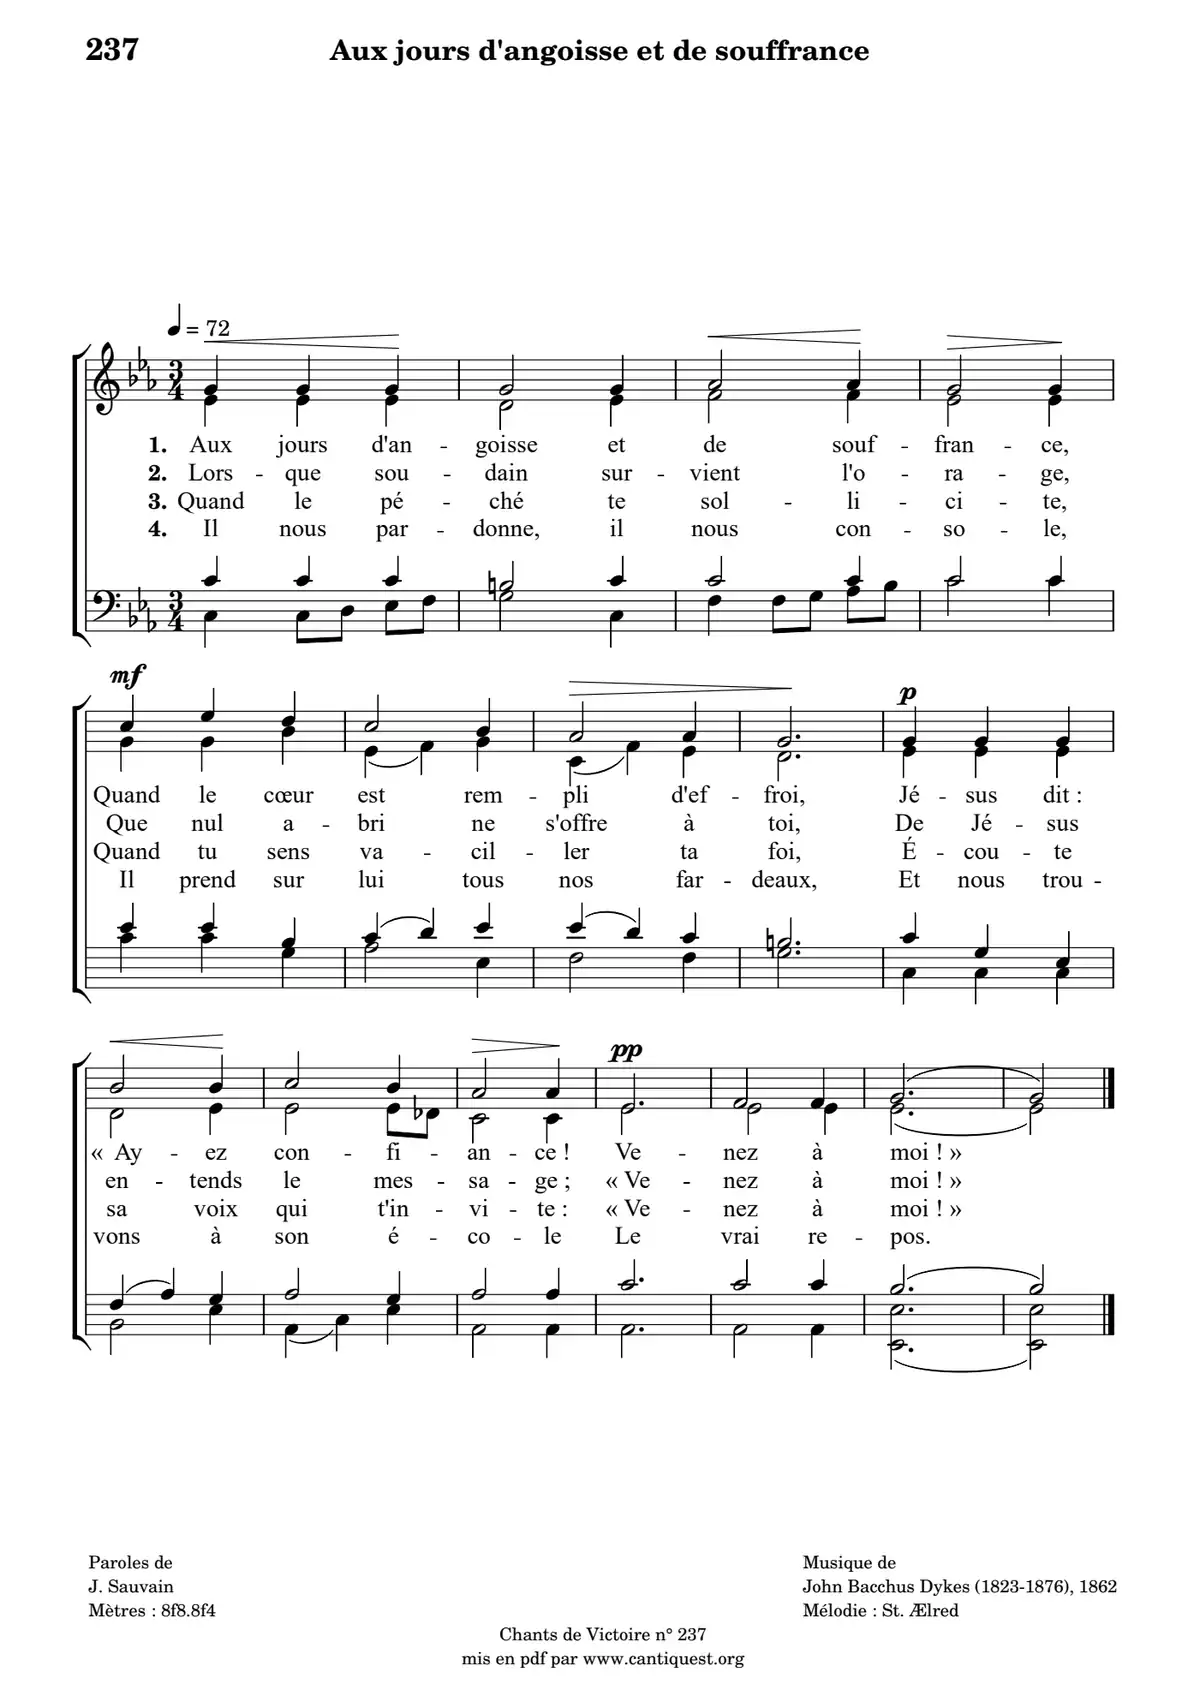 237 Aux jours d'angoisse et de souffrance
= 72
3 4
1. Aux jours d'an - goisse et de souf - fran - ce,
2. Lors - que sou - dain sur - vient l'o - ra - ge,
3. Quand le pé - ché te sol - li - ci - te,
4. Il nous par - donne, il nous con - so - le,
3 4
mf p
Quand le cœur est rem - pli d'ef - froi, Jé - sus dit :
Que nul a - bri ne s'offre à toi, De Jé - sus
Quand tu sens va - cil - ler ta foi, É - cou - te
Il prend sur lui tous nos far - deaux, Et nous trou -
pp
« Ay - ez con - fi - an - ce ! Ve - nez à moi ! »
en - tends le mes - sa - ge ; « Ve - nez à moi ! »
sa voix qui t'in - vi - te : « Ve - nez à moi ! »
vons à son é - co - le Le vrai re - pos.
Paroles de
J. Sauvain
Mètres : 8f8.8f4
Musique de
John Bacchus Dykes (1823-1876), 1862
Mélodie : St. Ælred
Chants de Victoire n° 237
mis en pdf par www.cantiquest.org